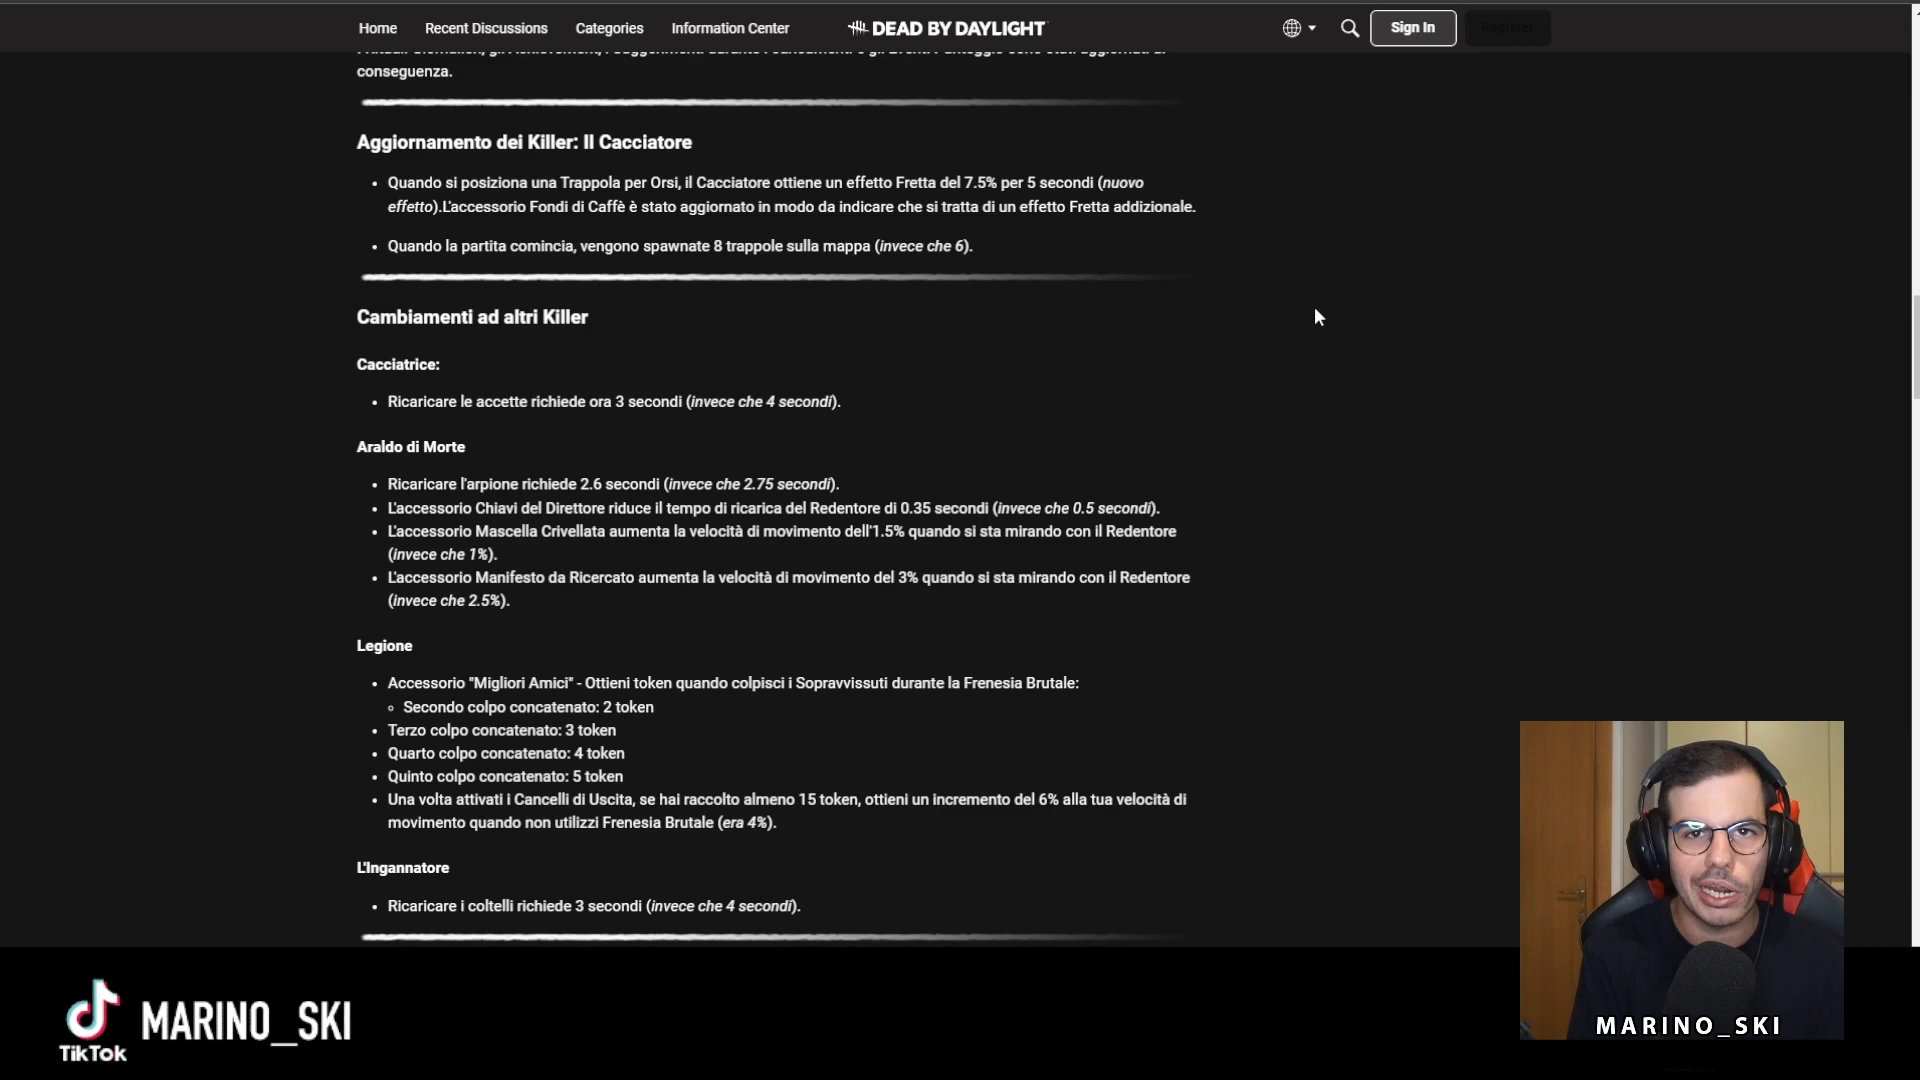 Home Recent Discussions Categories Information Center DEAD BY DAYLIGHT Sign In Register
conseguenza.
Aggiornamento dei Killer: Il Cacciatore
• Quando si posiziona una Trappola per Orsi, il Cacciatore ottiene un effetto Fretta del 7.5% per 5 secondi (nuovo
effetto).L'accessorio Fondi di Caffè è stato aggiornato in modo da indicare che si tratta di un effetto Fretta addizionale.
• Quando la partita comincia, vengono spawnate 8 trappole sulla mappa (invece che 6).
Cambiamenti ad altri Killer
Cacciatrice:
• Ricaricare le accette richiede ora 3 secondi (invece che 4 secondi).
Araldo di Morte
• Ricaricare l'arpione richiede 2.6 secondi (invece che 2.75 secondi).
• L'accessorio Chiavi del Direttore riduce il tempo di ricarica del Redentore di 0.35 secondi (invece che 0.5 secondi).
• L'accessorio Mascella Crivellata aumenta la velocità di movimento dell'1.5% quando si sta mirando con il Redentore
(invece che 1%).
• L'accessorio Manifesto da Ricercato aumenta la velocità di movimento del 3% quando si sta mirando con il Redentore
(invece che 2.5%).
Legione
• Accessorio "Migliori Amici" - Ottieni token quando colpisci i Sopravvissuti durante la Frenesia Brutale:
◦ Secondo colpo concatenato: 2 token
• Terzo colpo concatenato: 3 token
• Quarto colpo concatenato: 4 token
• Quinto colpo concatenato: 5 token
• Una volta attivati i Cancelli di Uscita, se hai raccolto almeno 15 token, ottieni un incremento del 6% alla tua velocità di
movimento quando non utilizzi Frenesia Brutale (era 4%).
L'Ingannatore
• Ricaricare i coltelli richiede 3 secondi (invece che 4 secondi).
TikTok
MARINO_SKI
MARINO_SKI